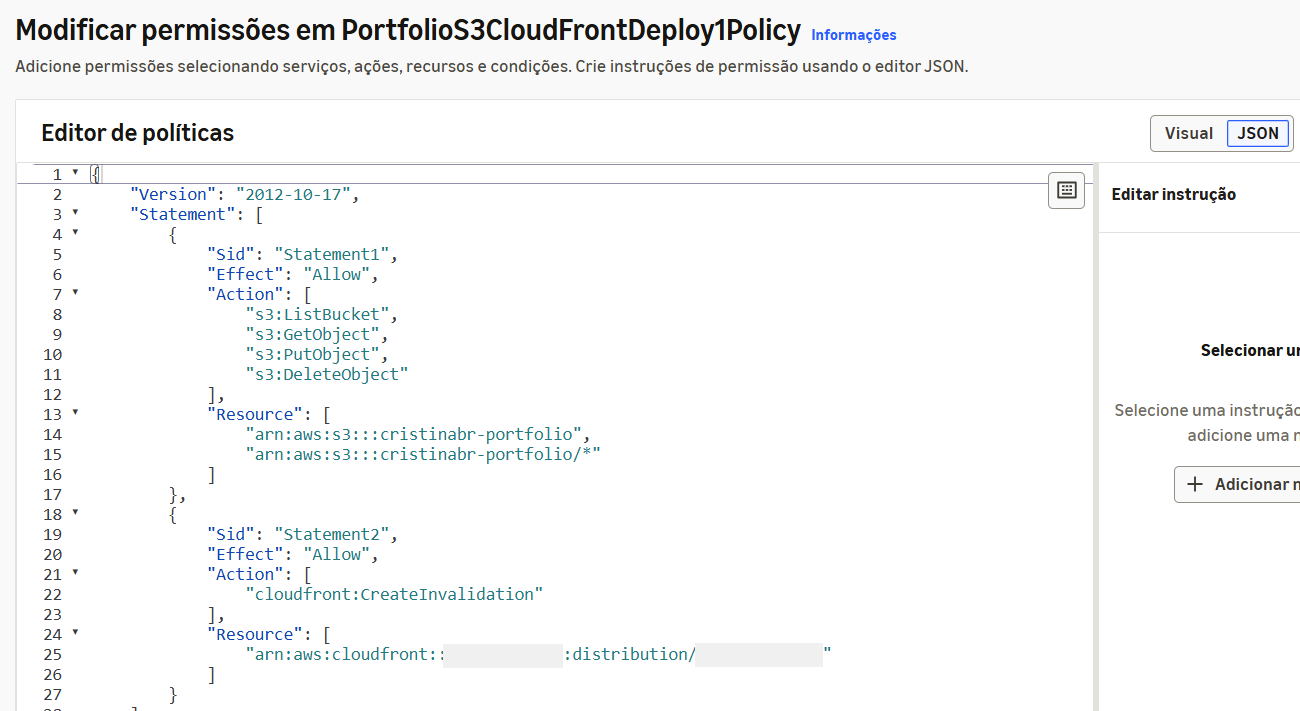 Modificar permissões em PortfolioS3CloudFrontDeploy1Policy Informações
Adicione permissões selecionando serviços, ações, recursos e condições. Crie instruções de permissão usando o editor JSON.
Editor de políticas
Visual JSON
1 {
2 "Version": "2012-10-17",
3 "Statement": [
4 {
5 "Sid": "Statement1",
6 "Effect": "Allow",
7 "Action": [
8 "s3:ListBucket",
9 "s3:GetObject",
10 "s3:PutObject",
11 "s3:DeleteObject"
12 ],
13 "Resource": [
14 "arn:aws:s3:::cristinabr-portfolio",
15 "arn:aws:s3:::cristinabr-portfolio/*"
16 ]
17 },
18 {
19 "Sid": "Statement2",
20 "Effect": "Allow",
21 "Action": [
22 "cloudfront:CreateInvalidation"
23 ],
24 "Resource": [
25 "arn:aws:cloudfront:: :distribution/ "
26 ]
27 }
Editar instrução
Selecionar
Selecione uma instrução
adicione uma
+ Adicionar